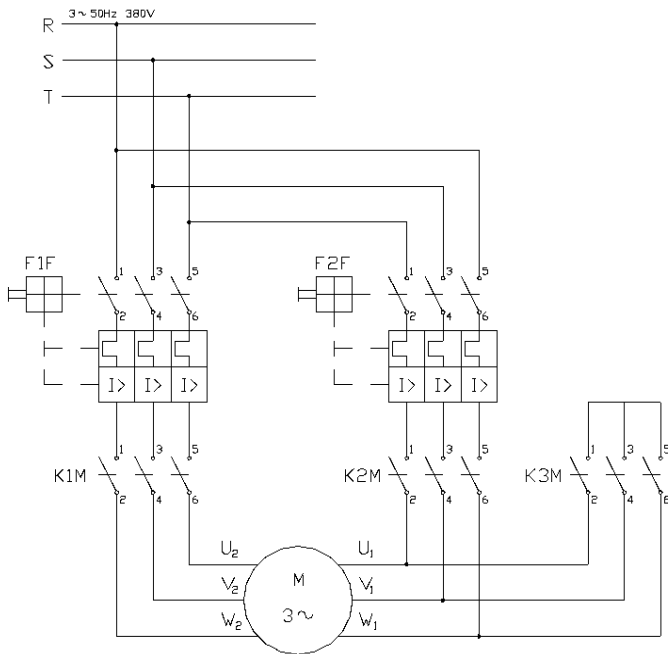 3~50Hz 380V
R
S
T
F1F
1 3 5
2 4 6
F2F
1 3 5
2 4 6
I> I> I>
I> I> I>
K1M
1 3 5
2 4 6
K2M
1 3 5
2 4 6
K3M
1 3 5
2 4 6
U2
U1
M
V2
V1
3~
W2
W1